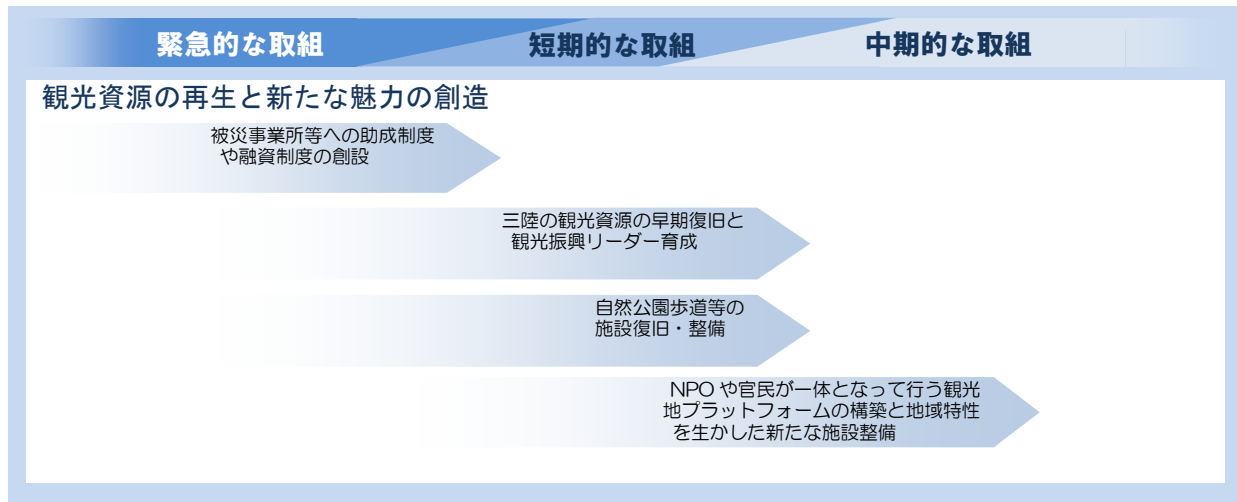 緊急的な取組 短期的な取組 中期的な取組
観光資源の再生と新たな魅力の創造
被災事業所等への助成制度
や融資制度の創設
三陸の観光資源の早期復旧と
観光振興リーダー育成
自然公園歩道等の
施設復旧・整備
NPO や官民が一体となって行う観光
地プラットフォームの構築と地域特性
を生かした新たな施設整備